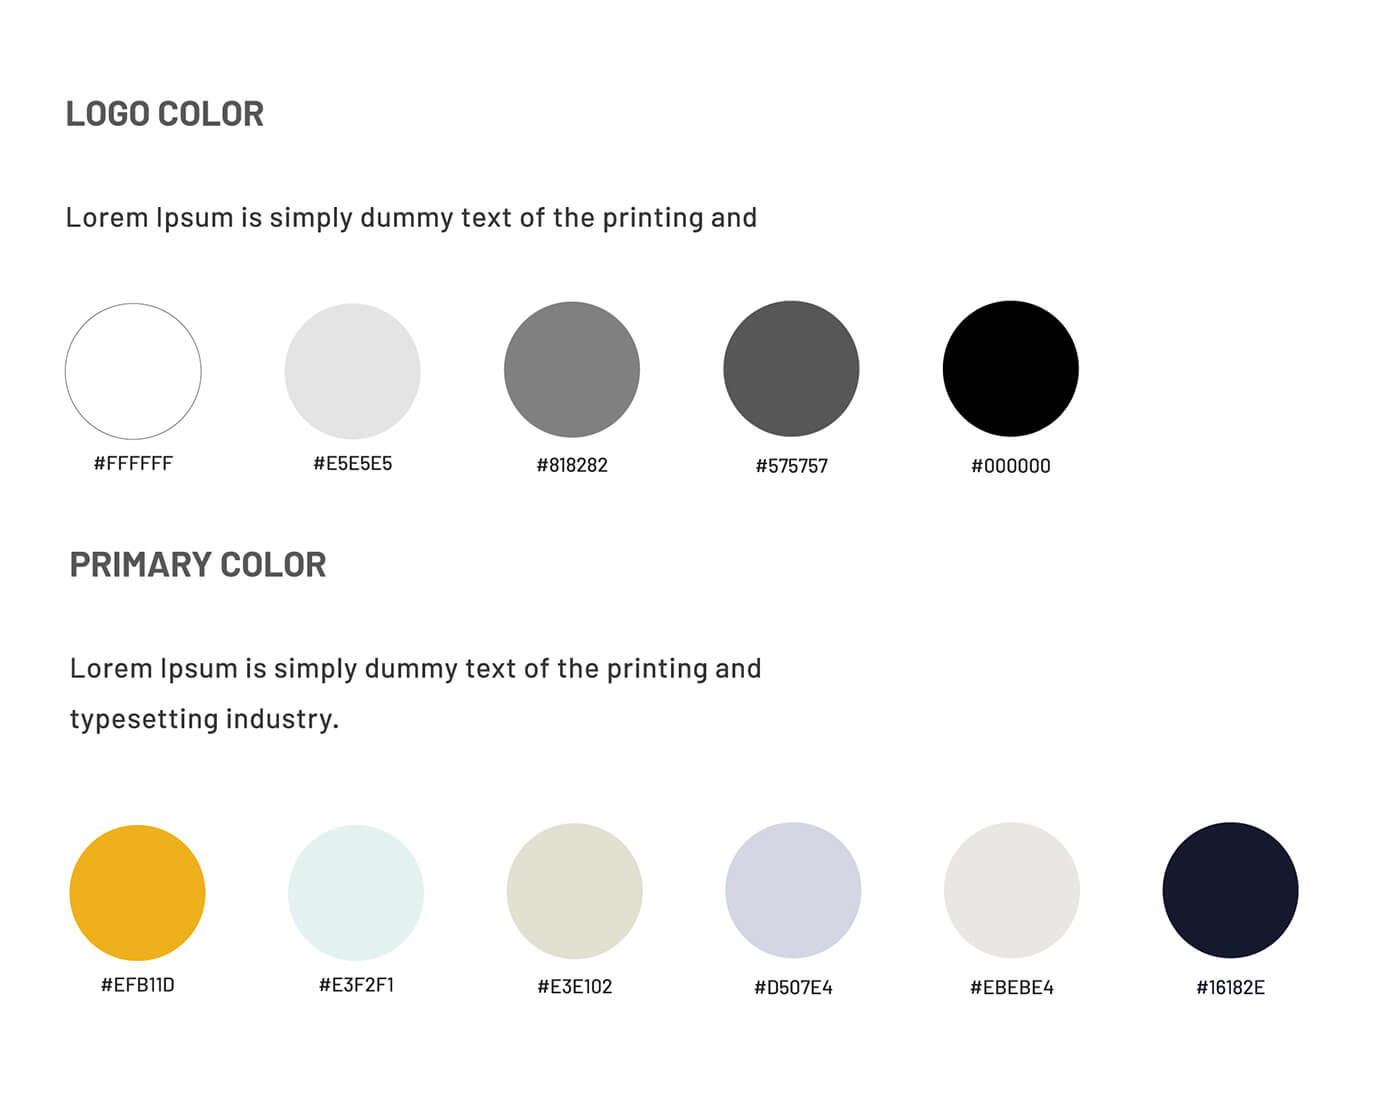 LOGO COLOR
Lorem Ipsum is simply dummy text of the printing and
#FFFFFF #E5E5E5 #818282 #575757 #000000
PRIMARY COLOR
Lorem Ipsum is simply dummy text of the printing and
typesetting industry.
#EFB11D #E3F2F1 #E3E102 #D507E4 #EBEBE4 #16182E